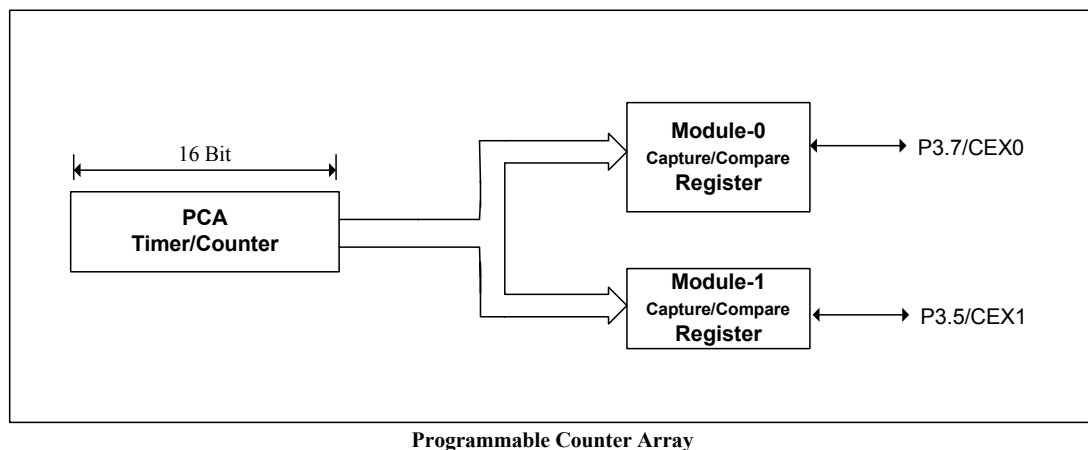 16 Bit
PCA
Timer/Counter
Module-0
Capture/Compare
Register
P3.7/CEX0
Module-1
Capture/Compare
Register
P3.5/CEX1
Programmable Counter Array